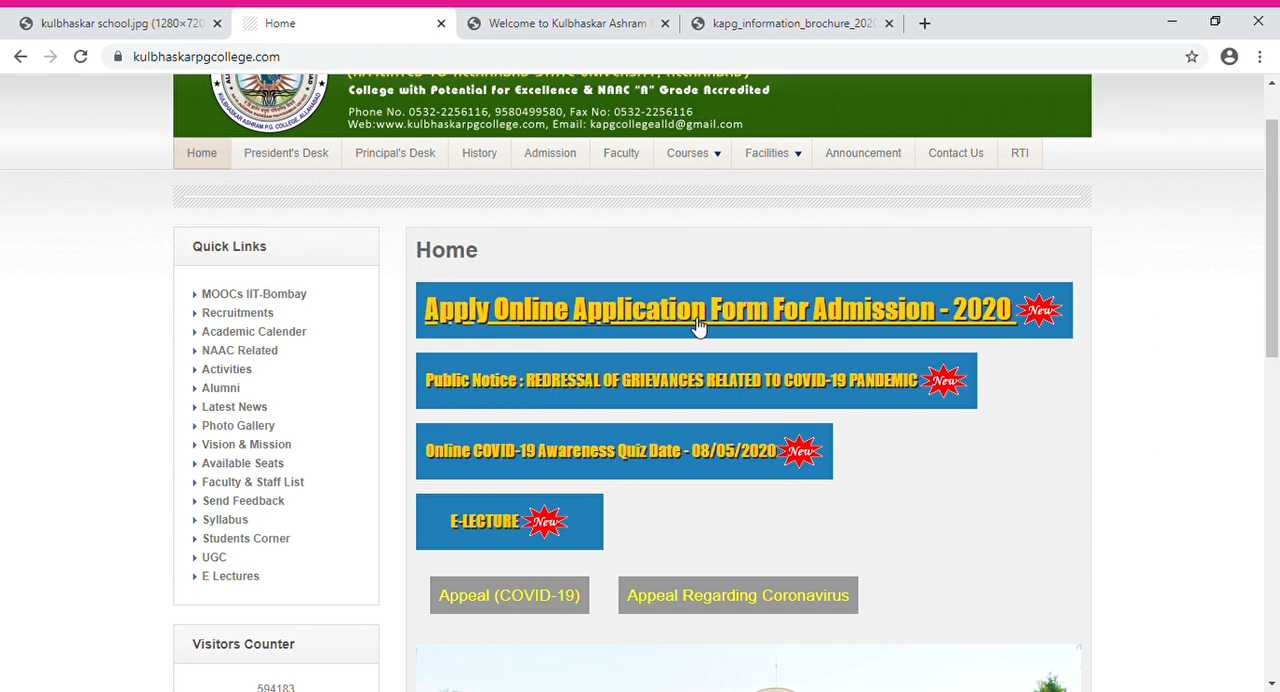 kulbhaskar school.jpg (1280×720
Home
Welcome to Kulbhaskar Ashram
kapg_information_brochure_202
kulbhaskarpgcollege.com
College with Potential for Excellence & NAAC "A" Grade Accredited
Phone No. 0532-2256116, 9580499580, Fax No: 0532-2256116
Web:www.kulbhaskarpgcollege.com, Email: kapgcollegealld@gmail.com
Home
President's Desk
Principal's Desk
History
Admission
Faculty
Courses
Facilities
Announcement
Contact Us
RTI
Quick Links
MOOCs IIT-Bombay
Recruitments
Academic Calender
NAAC Related
Activities
Alumni
Latest News
Photo Gallery
Vision & Mission
Available Seats
Faculty & Staff List
Send Feedback
Syllabus
Students Corner
UGC
E Lectures
Visitors Counter
594183
Home
Apply Online Application Form For Admission - 2020 New
Public Notice : REDRESSAL OF GRIEVANCES RELATED TO COVID-19 PANDEMIC New
Online COVID-19 Awareness Quiz Date - 08/05/2020 New
E-LECTURE New
Appeal (COVID-19)
Appeal Regarding Coronavirus